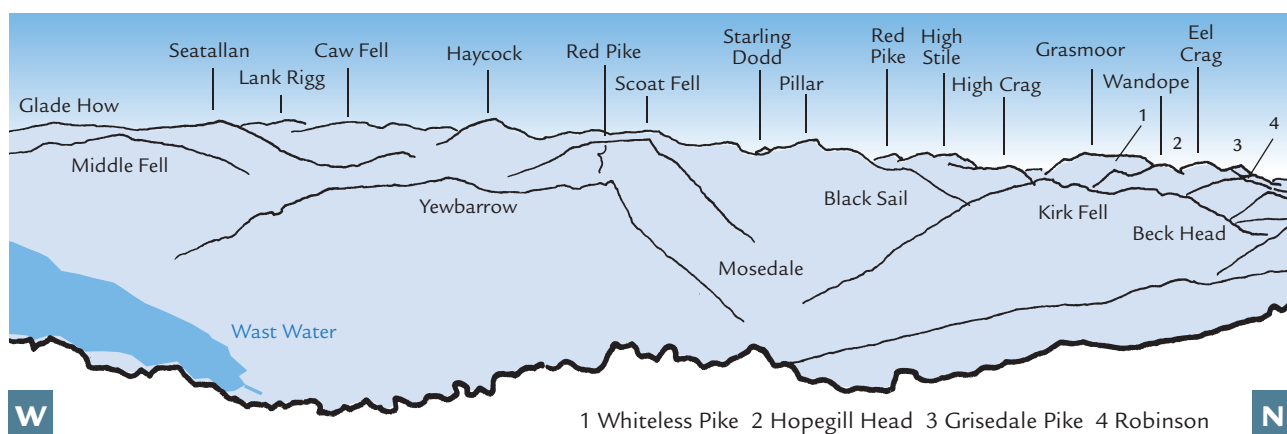 Seatallan
Lank Rigg
Caw Fell
Haycock
Red Pike
Scoat Fell
Starling
Dodd
Pillar
Red
Pike
High
Stile
High Crag
Grasmoor
Wandope
Eel
Crag
Glade How
Middle Fell
1
2
3
4
Yewbarrow
Black Sail
Kirk Fell
Beck Head
Mosedale
Wast Water
W
1 Whiteless Pike 2 Hopegill Head 3 Grisedale Pike 4 Robinson
N